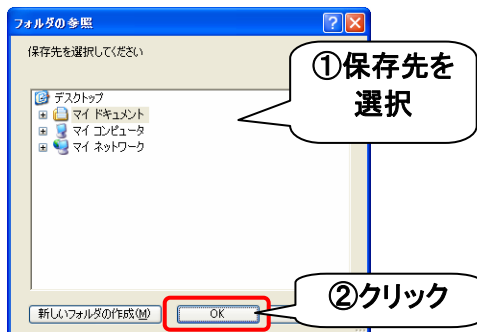 フォルダの参照
保存先を選択してください
①保存先を
選択
デスクトップ
マイ ドキュメント
マイ コンピュータ
マイ ネットワーク
②クリック
新しいフォルダの作成(M)
OK